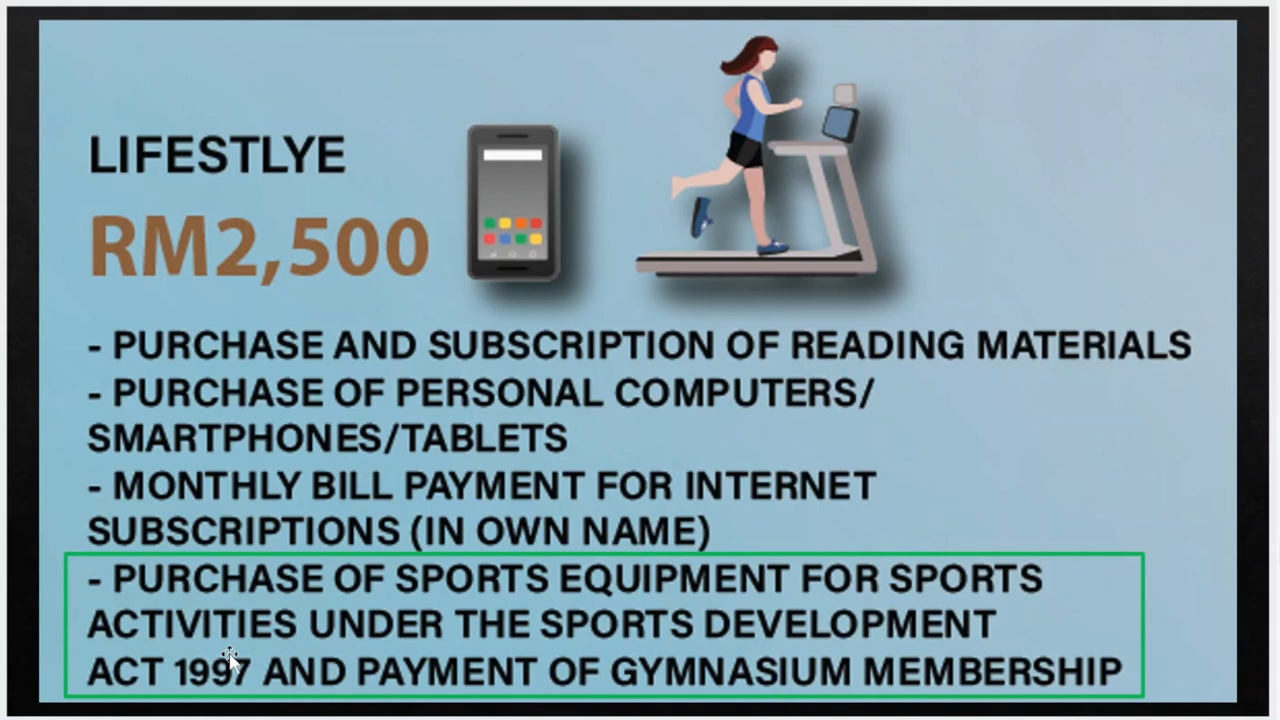 LIFESTLYE
RM2,500
- PURCHASE AND SUBSCRIPTION OF READING MATERIALS
- PURCHASE OF PERSONAL COMPUTERS/
SMARTPHONES/TABLETS
- MONTHLY BILL PAYMENT FOR INTERNET
SUBSCRIPTIONS (IN OWN NAME)
- PURCHASE OF SPORTS EQUIPMENT FOR SPORTS
ACTIVITIES UNDER THE SPORTS DEVELOPMENT
ACT 1997 AND PAYMENT OF GYMNASIUM MEMBERSHIP